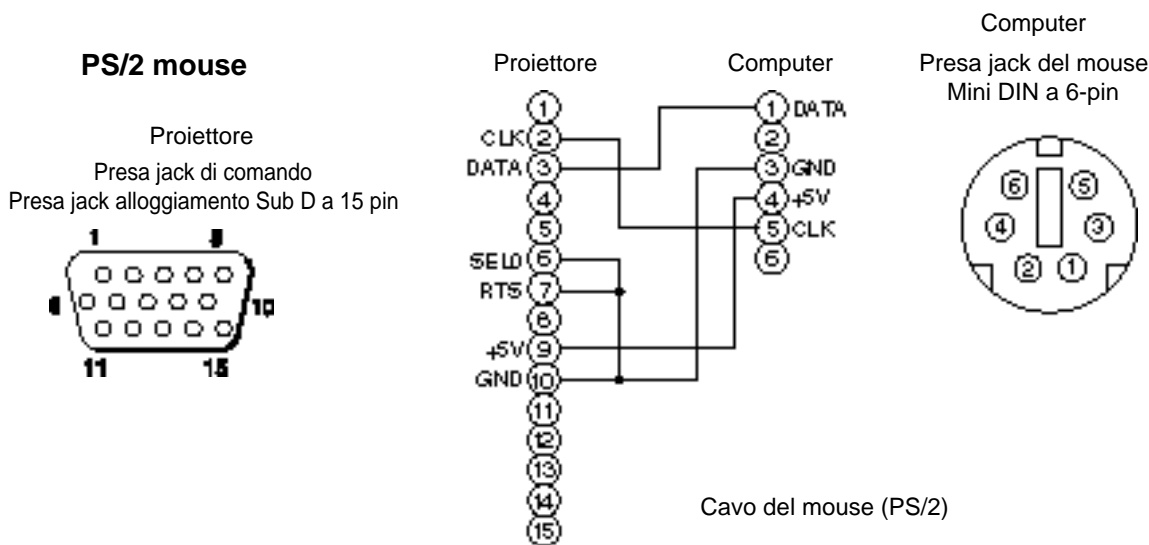 PS/2 mouse
Proiettore
Presa jack di comando
Presa jack alloggiamento Sub D a 15 pin
1 5
6 10
11 15
Proiettore
1
CLK 2
DATA 3
4
5
SEL0 6
RTS 7
8
+5V 9
GND 10
11
12
13
14
15
Computer
1 DATA
2
3 GND
4 +5V
5 CLK
6
Cavo del mouse (PS/2)
Computer
Presa jack del mouse
Mini DIN a 6-pin
6 5
4 3
2 1